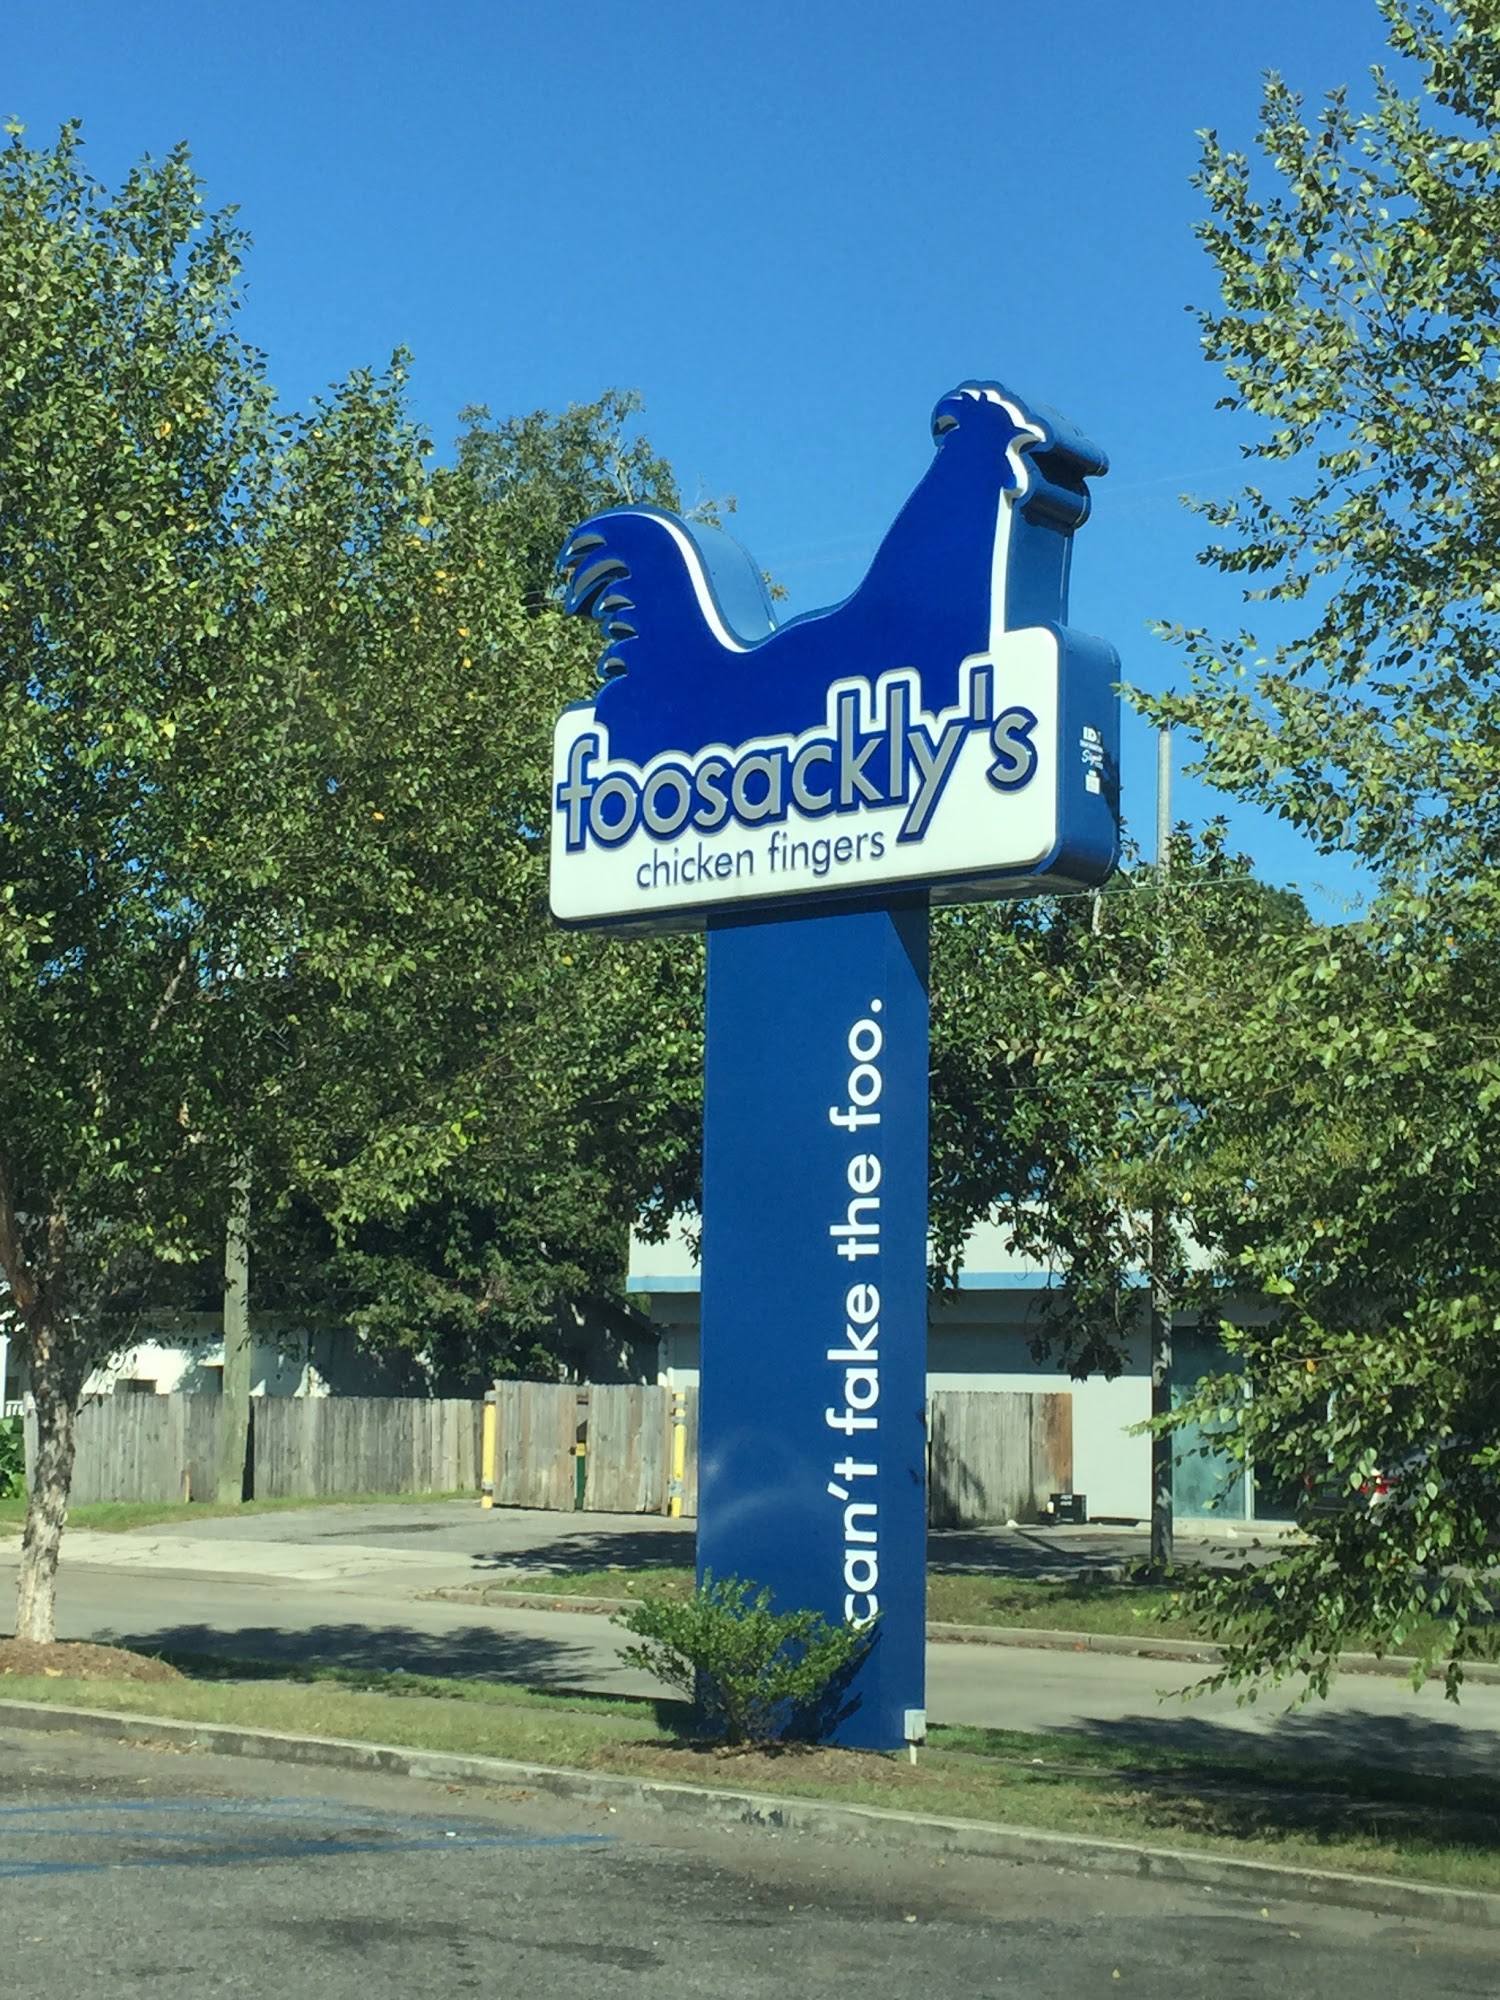 foosackly's
chicken fingers
can't fake the foo.